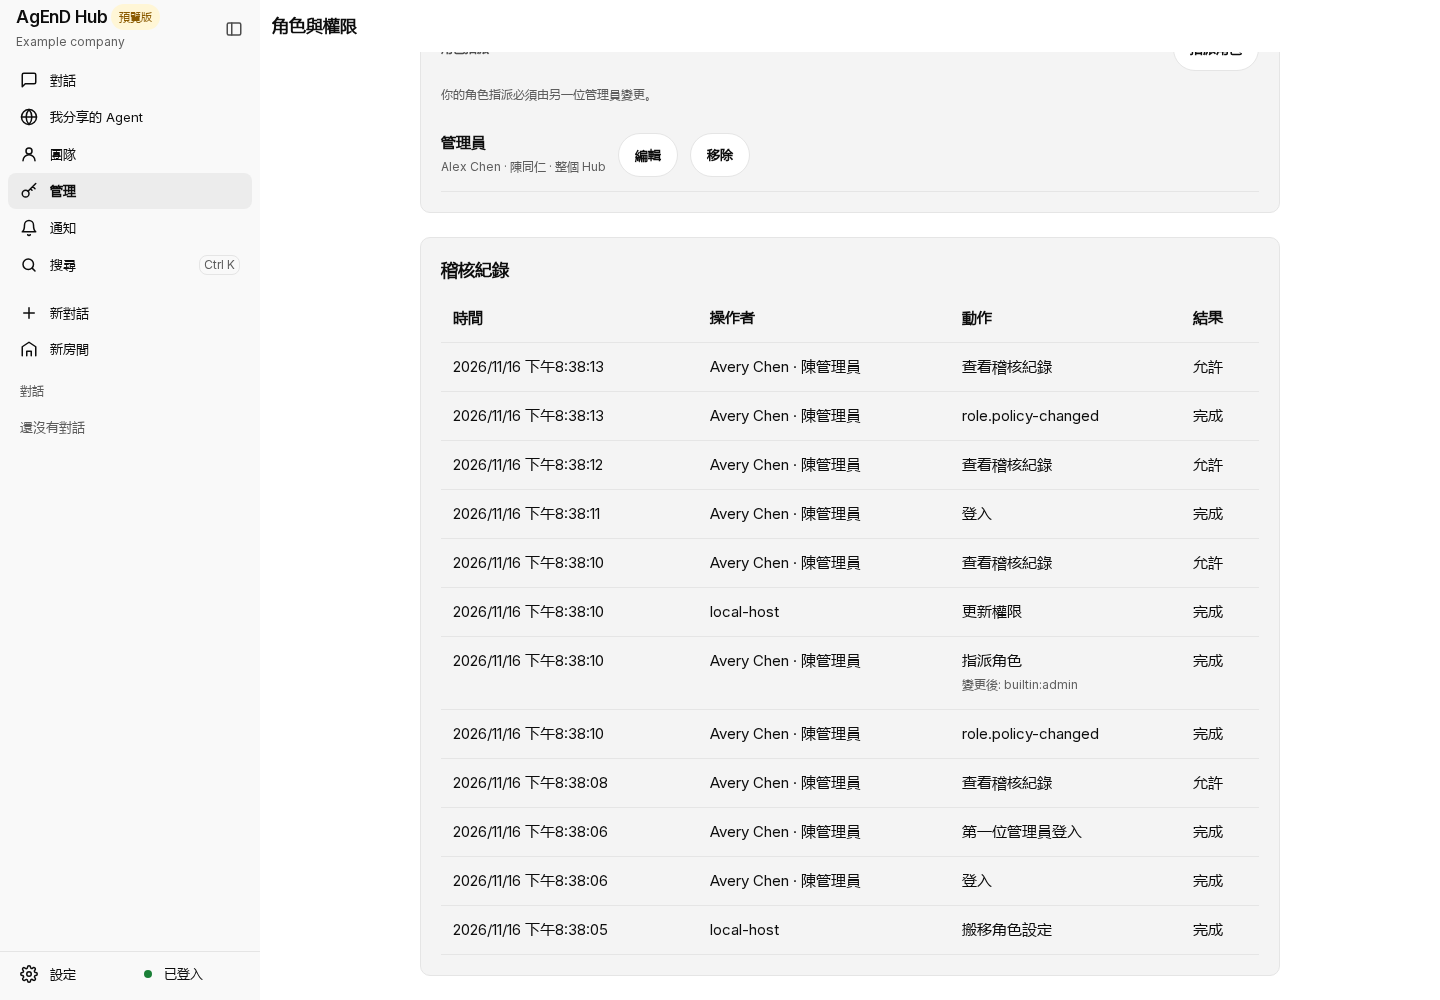 AgEnD Hub 預覽版
Example company
對話
我分享的 Agent
團隊
管理
通知
搜尋 Ctrl K
新對話
新房間
對話
還沒有對話
設定
已登入
角色與權限
你的角色指派必須由另一位管理員變更。
管理員
Alex Chen · 陳同仁 · 整個 Hub
編輯 移除
稽核紀錄
時間 操作者 動作 結果
2026/11/16 下午8:38:13 Avery Chen · 陳管理員 查看稽核紀錄 允許
2026/11/16 下午8:38:13 Avery Chen · 陳管理員 role.policy-changed 完成
2026/11/16 下午8:38:12 Avery Chen · 陳管理員 查看稽核紀錄 允許
2026/11/16 下午8:38:11 Avery Chen · 陳管理員 登入 完成
2026/11/16 下午8:38:10 Avery Chen · 陳管理員 查看稽核紀錄 允許
2026/11/16 下午8:38:10 local-host 更新權限 完成
2026/11/16 下午8:38:10 Avery Chen · 陳管理員 指派角色 完成
變更後: builtin:admin
2026/11/16 下午8:38:10 Avery Chen · 陳管理員 role.policy-changed 完成
2026/11/16 下午8:38:08 Avery Chen · 陳管理員 查看稽核紀錄 允許
2026/11/16 下午8:38:06 Avery Chen · 陳管理員 第一位管理員登入 完成
2026/11/16 下午8:38:06 Avery Chen · 陳管理員 登入 完成
2026/11/16 下午8:38:05 local-host 搬移角色設定 完成